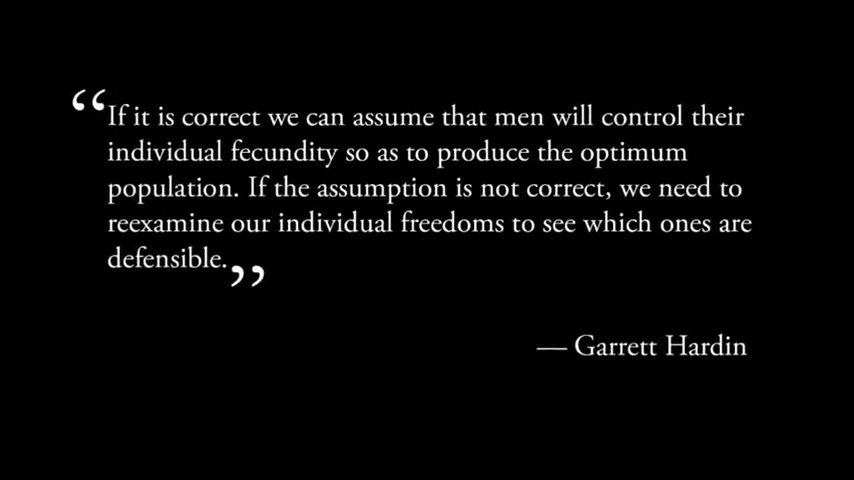 “If it is correct we can assume that men will control their
individual fecundity so as to produce the optimum
population. If the assumption is not correct, we need to
reexamine our individual freedoms to see which ones are
defensible.”
— Garrett Hardin